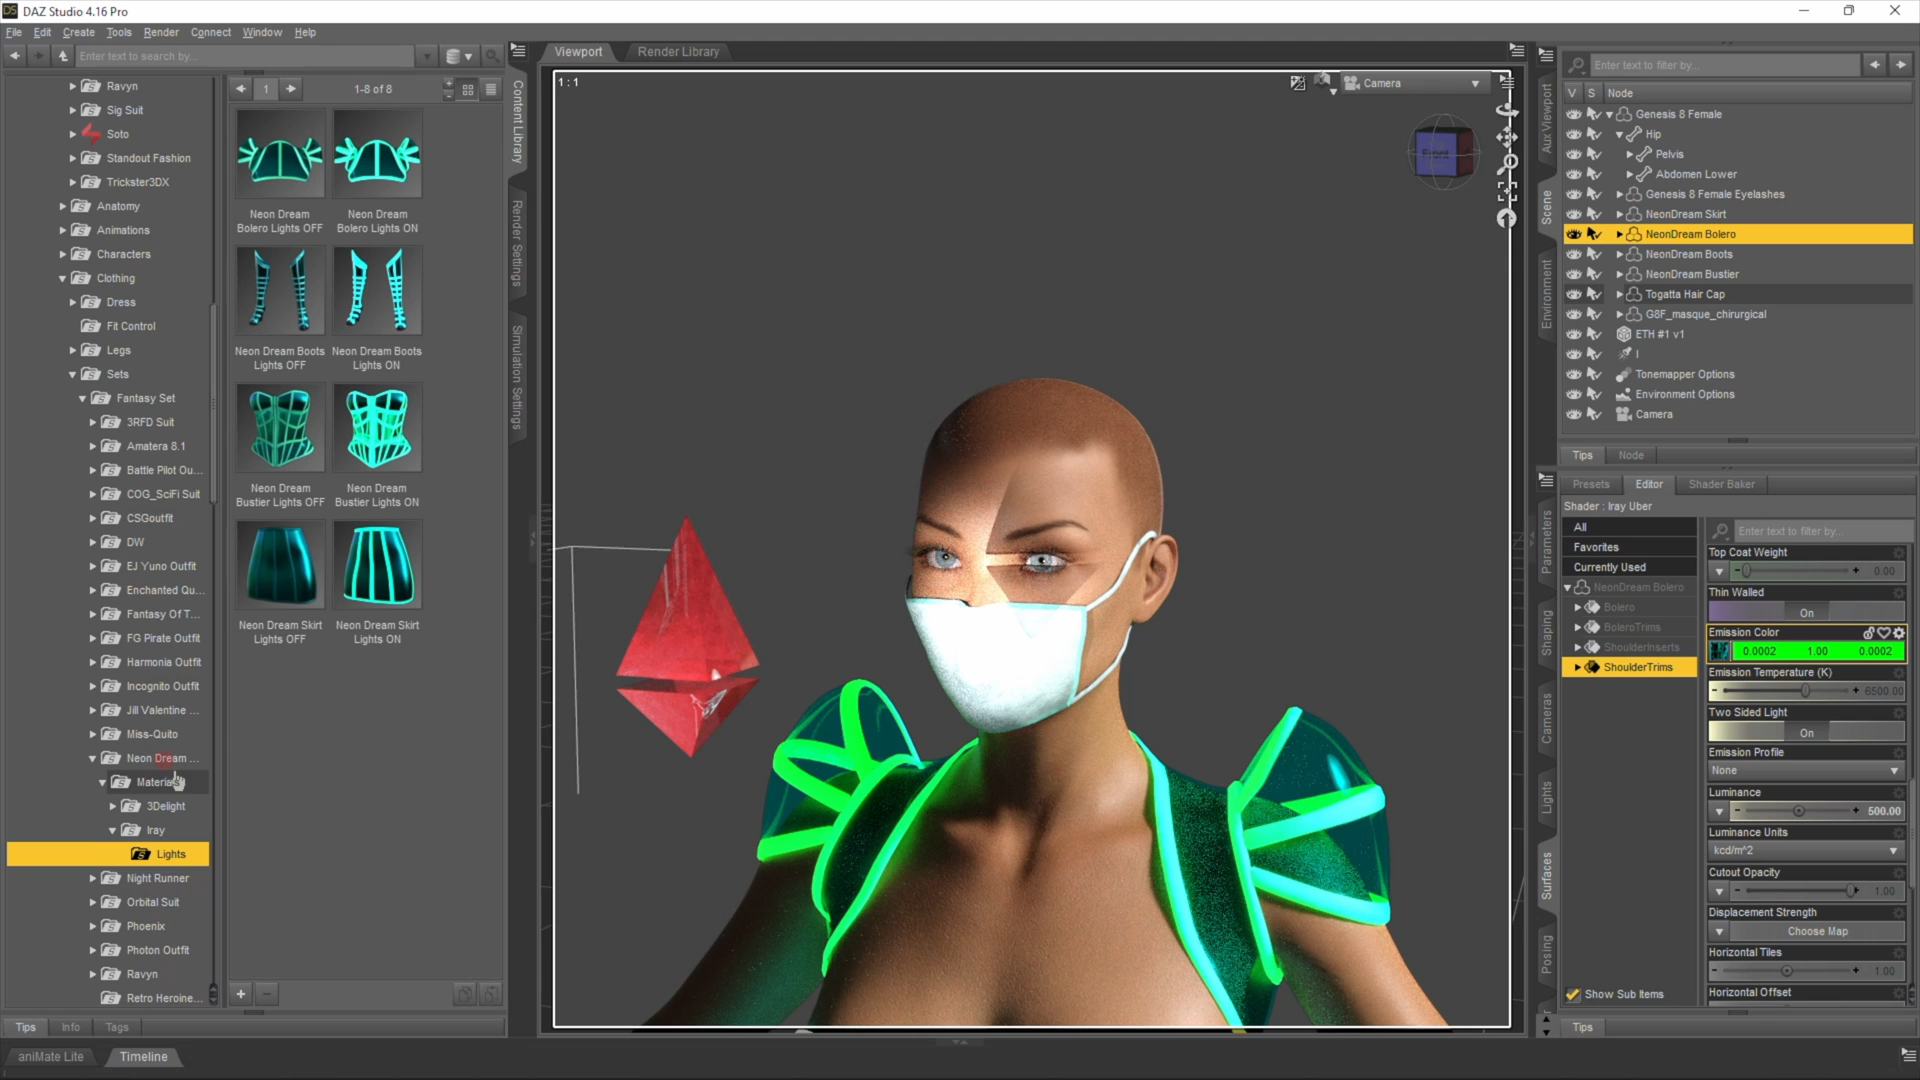 DAZ Studio 4.16 Pro
File Edit Create Tools Render Connect Window Help
Enter text to search by...
Ravyn
Sig Suit
Soto
Standout Fashion
Trickster3DX
Anatomy
Animations
Characters
Clothing
Dress
Fit Control
Legs
Sets
Fantasy Set
3RFD Suit
Amatera 8.1
Battle Pilot Ou...
COG_SciFi Suit
CSGoutfit
DW
EJ Yuno Outfit
Enchanted Qu...
Fantasy Of T...
FG Pirate Outfit
Harmonia Outfit
Incognito Outfit
Jill Valentine ...
Miss-Quito
Neon Dream ...
Materials
3Delight
Iray
Lights
Night Runner
Orbital Suit
Phoenix
Photon Outfit
Ravyn
Retro Heroine...
Tips Info Tags
aniMate Lite Timeline
1 1-8 of 8
Neon Dream
Bolero Lights OFF
Neon Dream
Bolero Lights ON
Neon Dream Boots
Lights OFF
Neon Dream Boots
Lights ON
Neon Dream
Bustier Lights OFF
Neon Dream
Bustier Lights ON
Neon Dream Skirt
Lights OFF
Neon Dream Skirt
Lights ON
Content Library
Render Settings
Simulation Settings
Viewport Render Library
1 : 1
Camera
Front
Aux Viewport
Scene
Environment
Enter text to filter by...
V S Node
Genesis 8 Female
Hip
Pelvis
Abdomen Lower
Genesis 8 Female Eyelashes
NeonDream Skirt
NeonDream Bolero
NeonDream Boots
NeonDream Bustier
Togatta Hair Cap
G8F_masque_chirurgical
ETH #1 v1
l
Tonemapper Options
Environment Options
Camera
Tips Node
Parameters
Shaping
Cameras
Lights
Surfaces
Posing
Presets Editor Shader Baker
Shader : Iray Uber
All
Favorites
Currently Used
NeonDream Bolero
Bolero
BoleroTrims
ShoulderInserts
ShoulderTrims
Show Sub Items
Enter text to filter by...
Top Coat Weight
0.00
Thin Walled
On
Emission Color
0.0002 1.00 0.0002
Emission Temperature (K)
6500.00
Two Sided Light
On
Emission Profile
None
Luminance
500.00
Luminance Units
kcd/m^2
Cutout Opacity
1.00
Displacement Strength
Choose Map
Horizontal Tiles
1.00
Horizontal Offset
Tips